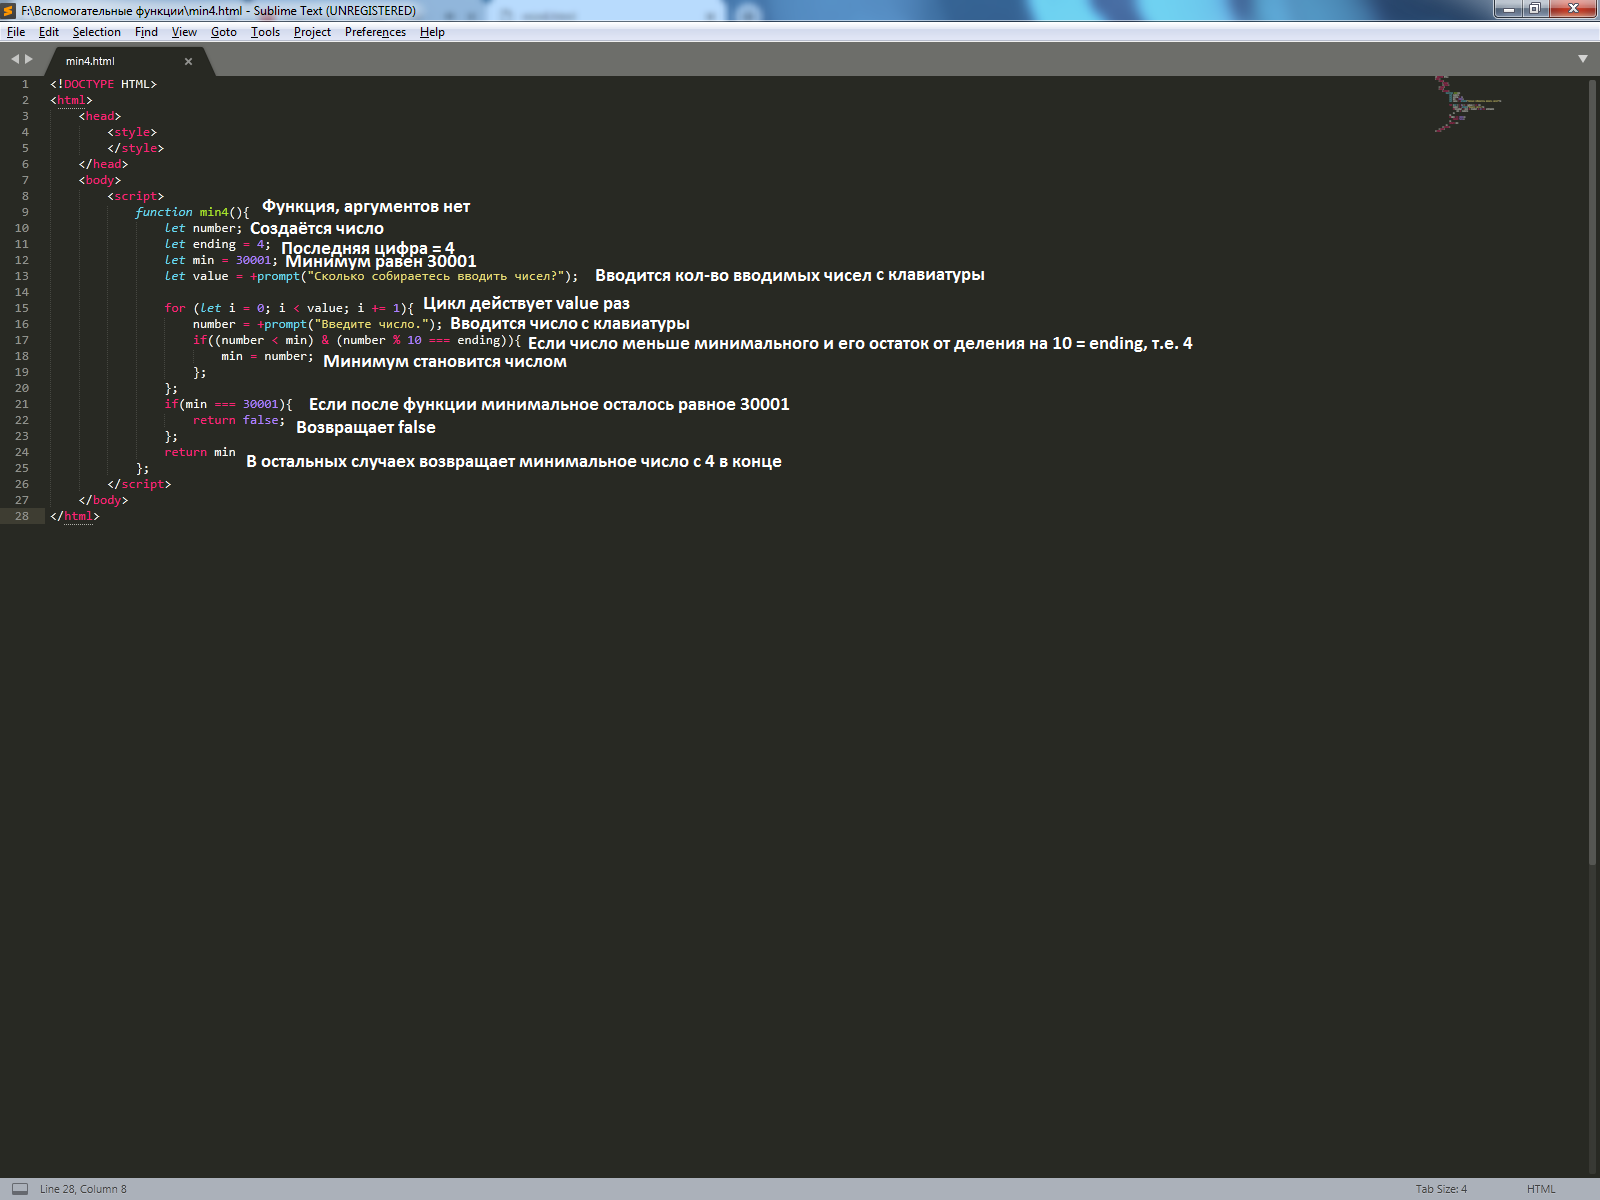 F:\Вспомогательные функции\min4.html - Sublime Text (UNREGISTERED)
File Edit Selection Find View Goto Tools Project Preferences Help
min4.html
1 <!DOCTYPE HTML>
2 <html>
3 <head>
4 <style>
5 </style>
6 </head>
7 <body>
8 <script>
9 function min4(){ Функция, аргументов нет
10 let number; Создаётся число
11 let ending = 4; Последняя цифра = 4
12 let min = 30001; Минимум равен 30001
13 let value = +prompt("Сколько собираетесь вводить чисел?"); Вводится кол-во вводимых чисел с клавиатуры
14
15 for (let i = 0; i < value; i += 1){ Цикл действует value раз
16 number = +prompt("Введите число."); Вводится число с клавиатуры
17 if((number < min) & (number % 10 === ending)){ Если число меньше минимального и его остаток от деления на 10 = ending, т.е. 4
18 min = number; Минимум становится числом
19 };
20 };
21 if(min === 30001){ Если после функции минимальное осталось равное 30001
22 return false; Возвращает false
23 };
24 return min В остальных случаех возвращает минимальное число с 4 в конце
25 };
26 </script>
27 </body>
28 </html>
Line 28, Column 8 Tab Size: 4 HTML